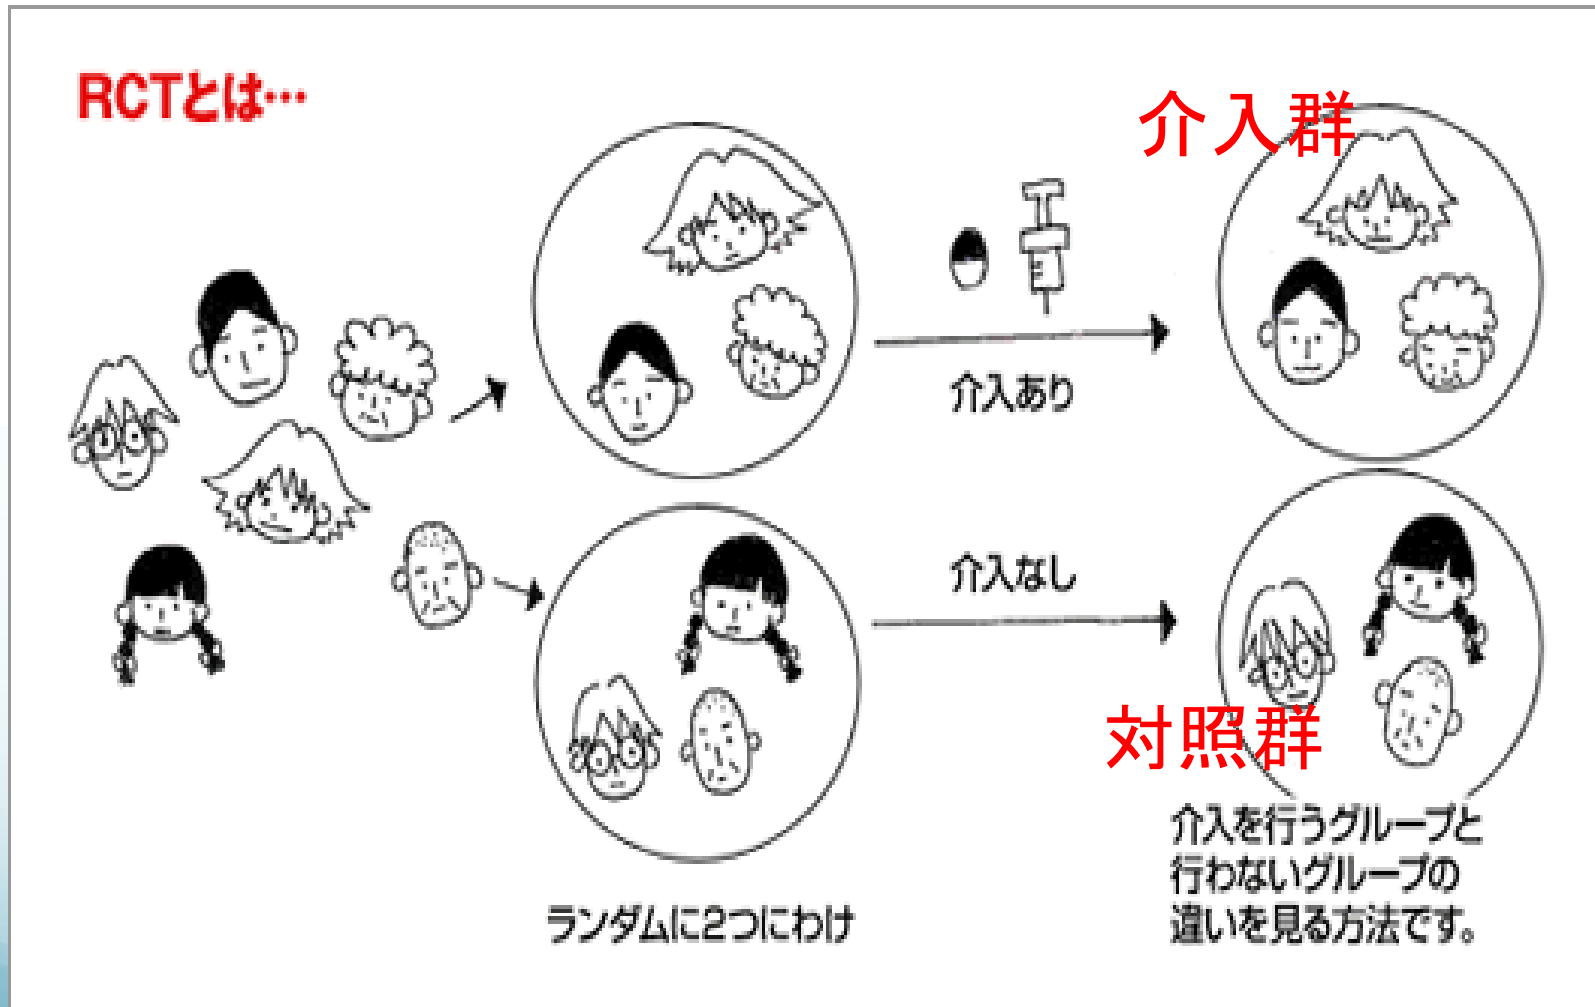 RCTとは…
介入群
介入あり
介入なし
対照群
ランダムに2つにわけ
介入を行うグループと
行わないグループの
違いを見る方法です。